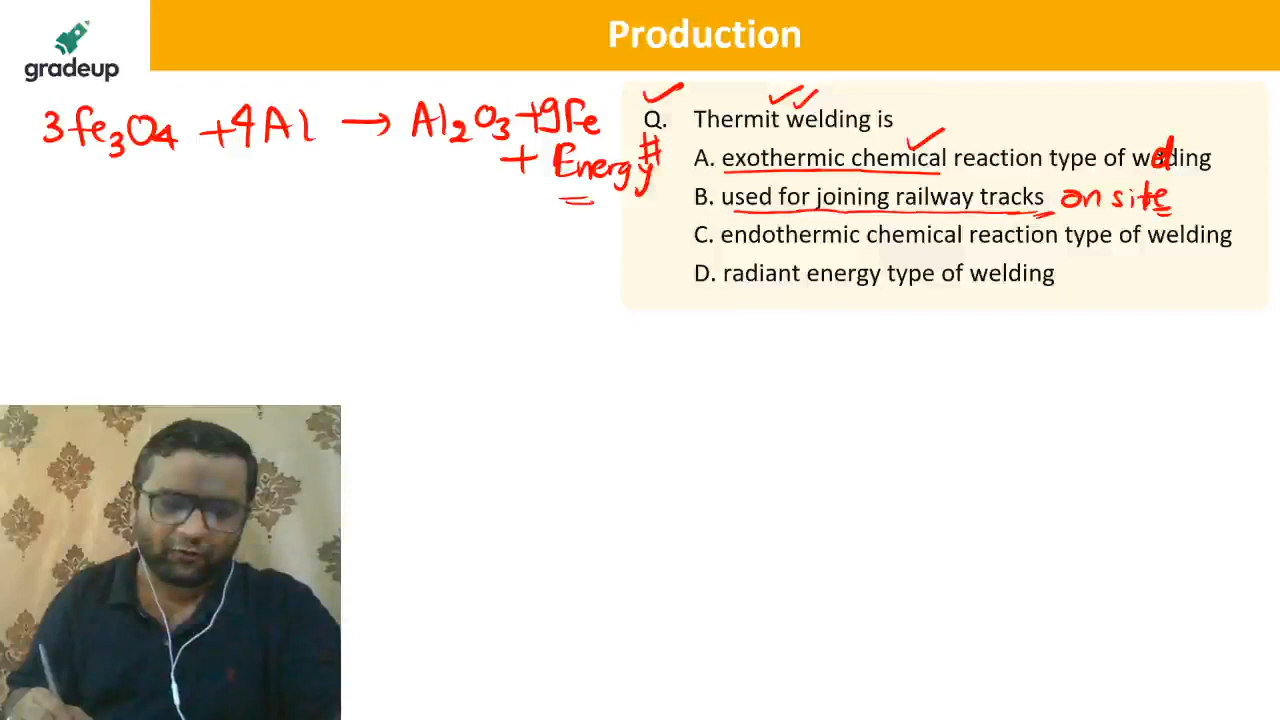 Production
gradeup
3Fe3O4 + 4Al → Al2O3 + 9Fe
+ Energy
Q. Thermit welding is
A. exothermic chemical reaction type of wedding
B. used for joining railway tracks on site
C. endothermic chemical reaction type of welding
D. radiant energy type of welding